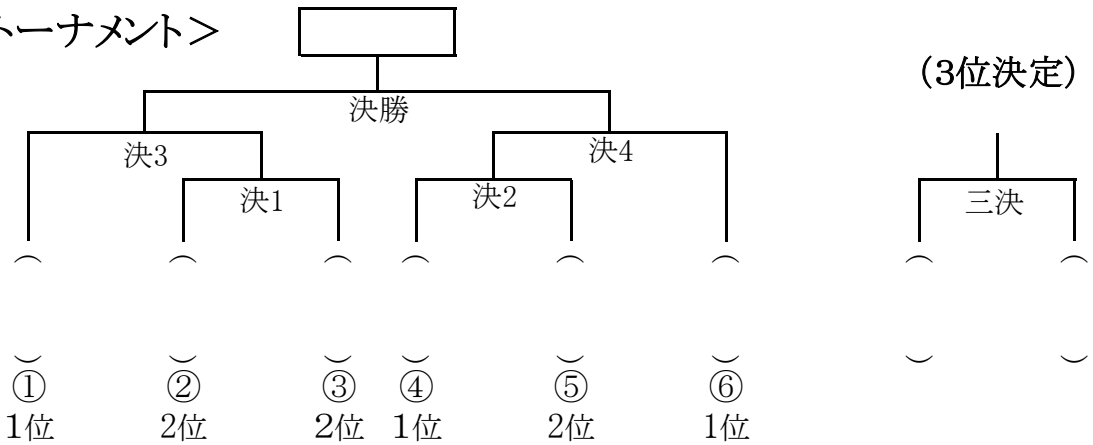 トーナメント＞
（3位決定）
決勝
決3
決4
決1
決2
三決
（ ） （ ） （ ） （ ） （ ） （ ） （ ） （ ）
① ② ③ ④ ⑤ ⑥
1位 2位 2位 1位 2位 1位